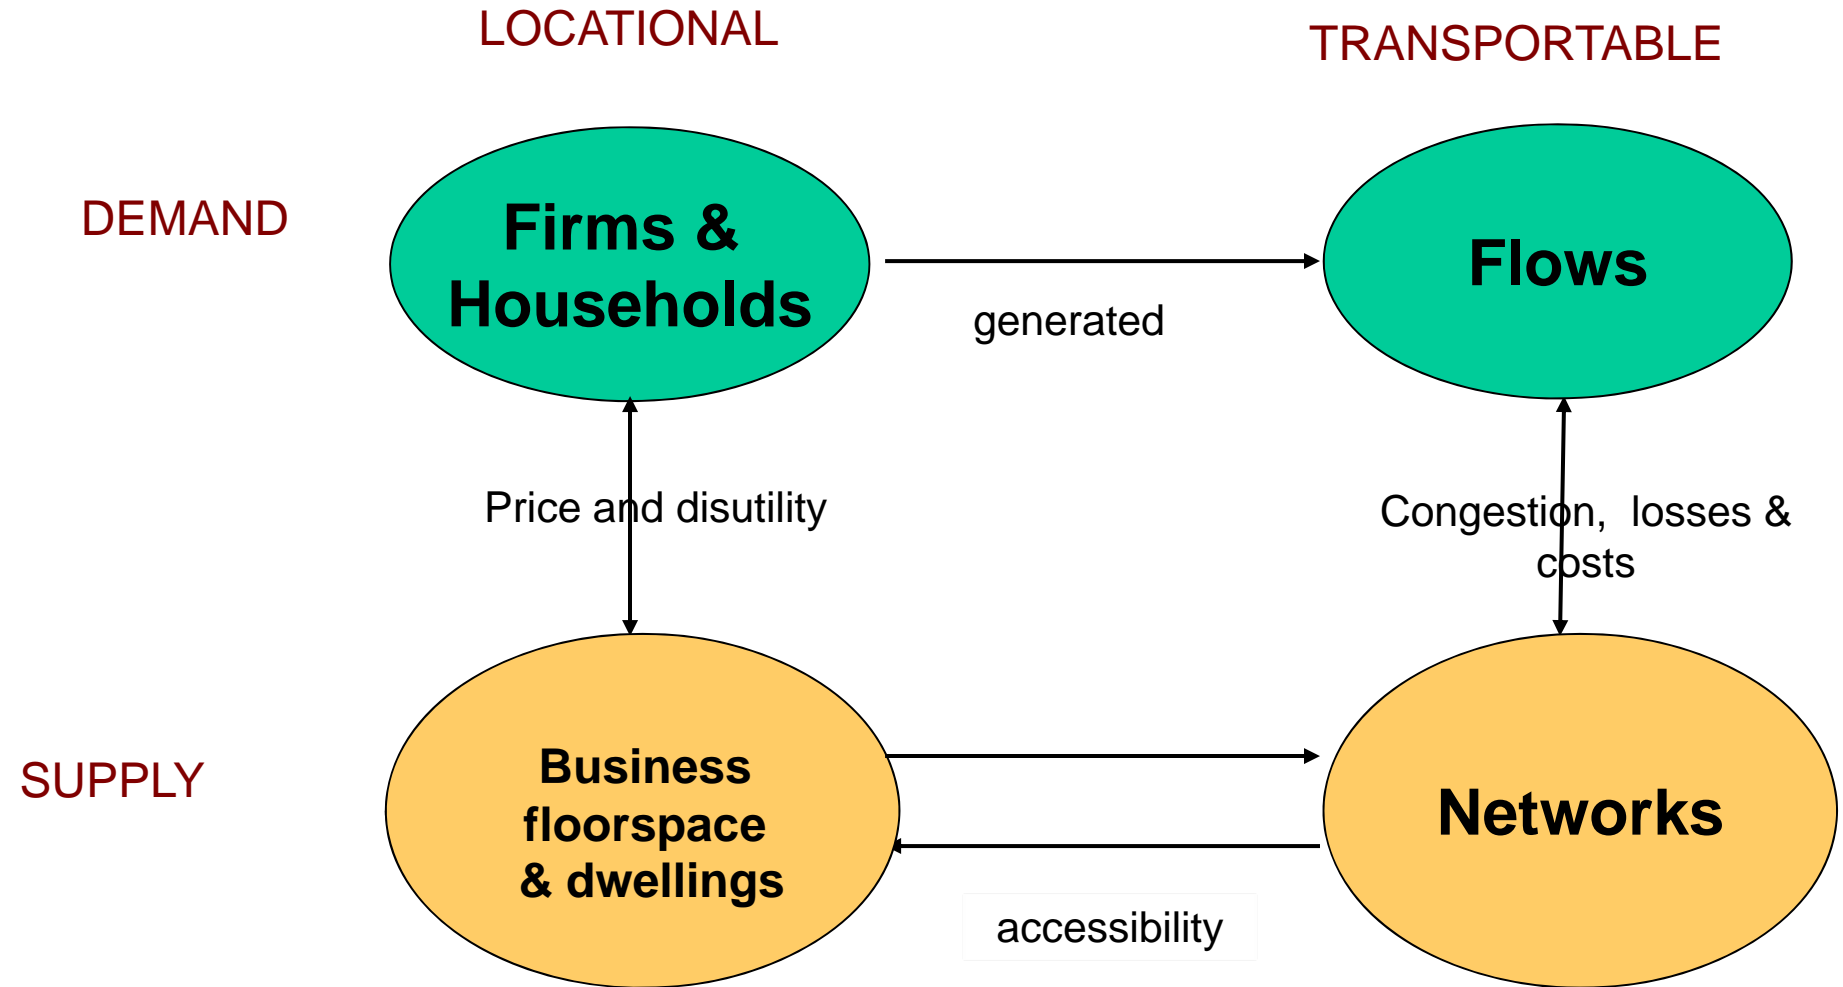 LOCATIONAL
TRANSPORTABLE
DEMAND
Firms &
Households
Flows
generated
Price and disutility
Congestion,  losses &
costs
SUPPLY
Business
floorspace
& dwellings
Networks
accessibility